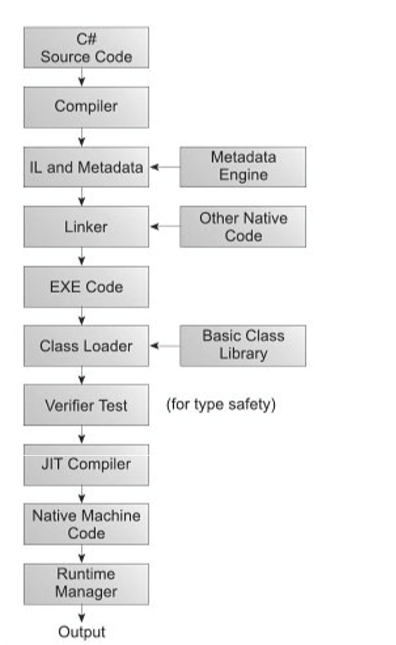 C#
Source Code
Compiler
IL and Metadata
Metadata
Engine
Linker
Other Native
Code
EXE Code
Class Loader
Basic Class
Library
Verifier Test
(for type safety)
JIT Compiler
Native Machine
Code
Runtime
Manager
Output